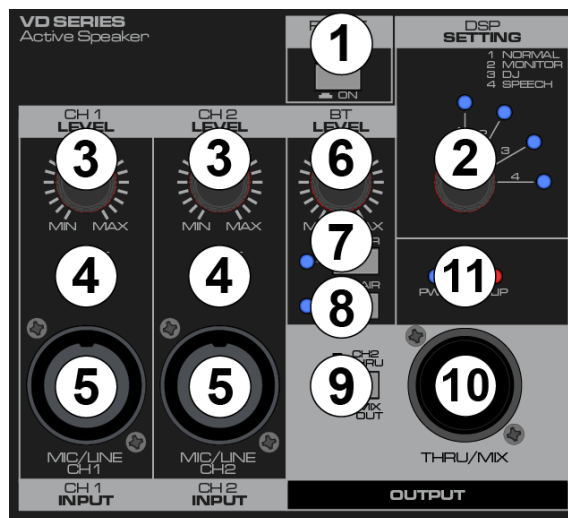 VD SERIES
Active Speaker
1
ON
DSP
SETTING
1 NORMAL
2 MONITOR
3 DJ
4 SPEECH
CH 1
LEVEL
CH 2
LEVEL
BT
LEVEL
3
3
6
2
3
4
MIN MAX
MIN MAX
MIN MAX
7
4
4
8
11
5
5
9
CH2
THRU
MIX
OUT
10
MIC/LINE
CH1
MIC/LINE
CH2
THRU/MIX
CH 1
INPUT
CH 2
INPUT
OUTPUT